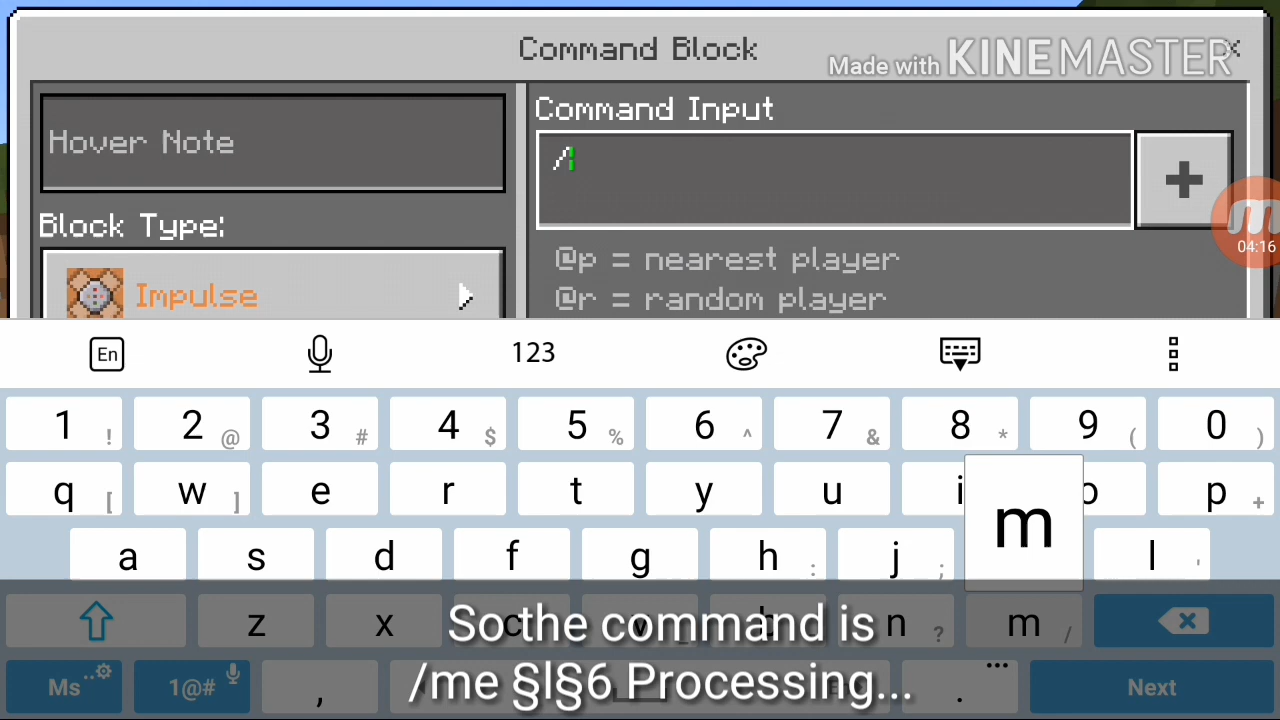 Command Block
Made with KINEMASTER
×
Hover Note
Command Input
/
Block Type:
Impulse
@p = nearest player
@r = random player
04:16
En
123
1 ! 2 @ 3 # 4 $ 5 % 6 ^ 7 & 8 * 9 ( 0 )
q [ w ] e r t y u i o p +
m
a s d f g h : j ; l '
z x c v b n ? m /
So the command is
/me §l§6 Processing...
Ms 1@# , . Next